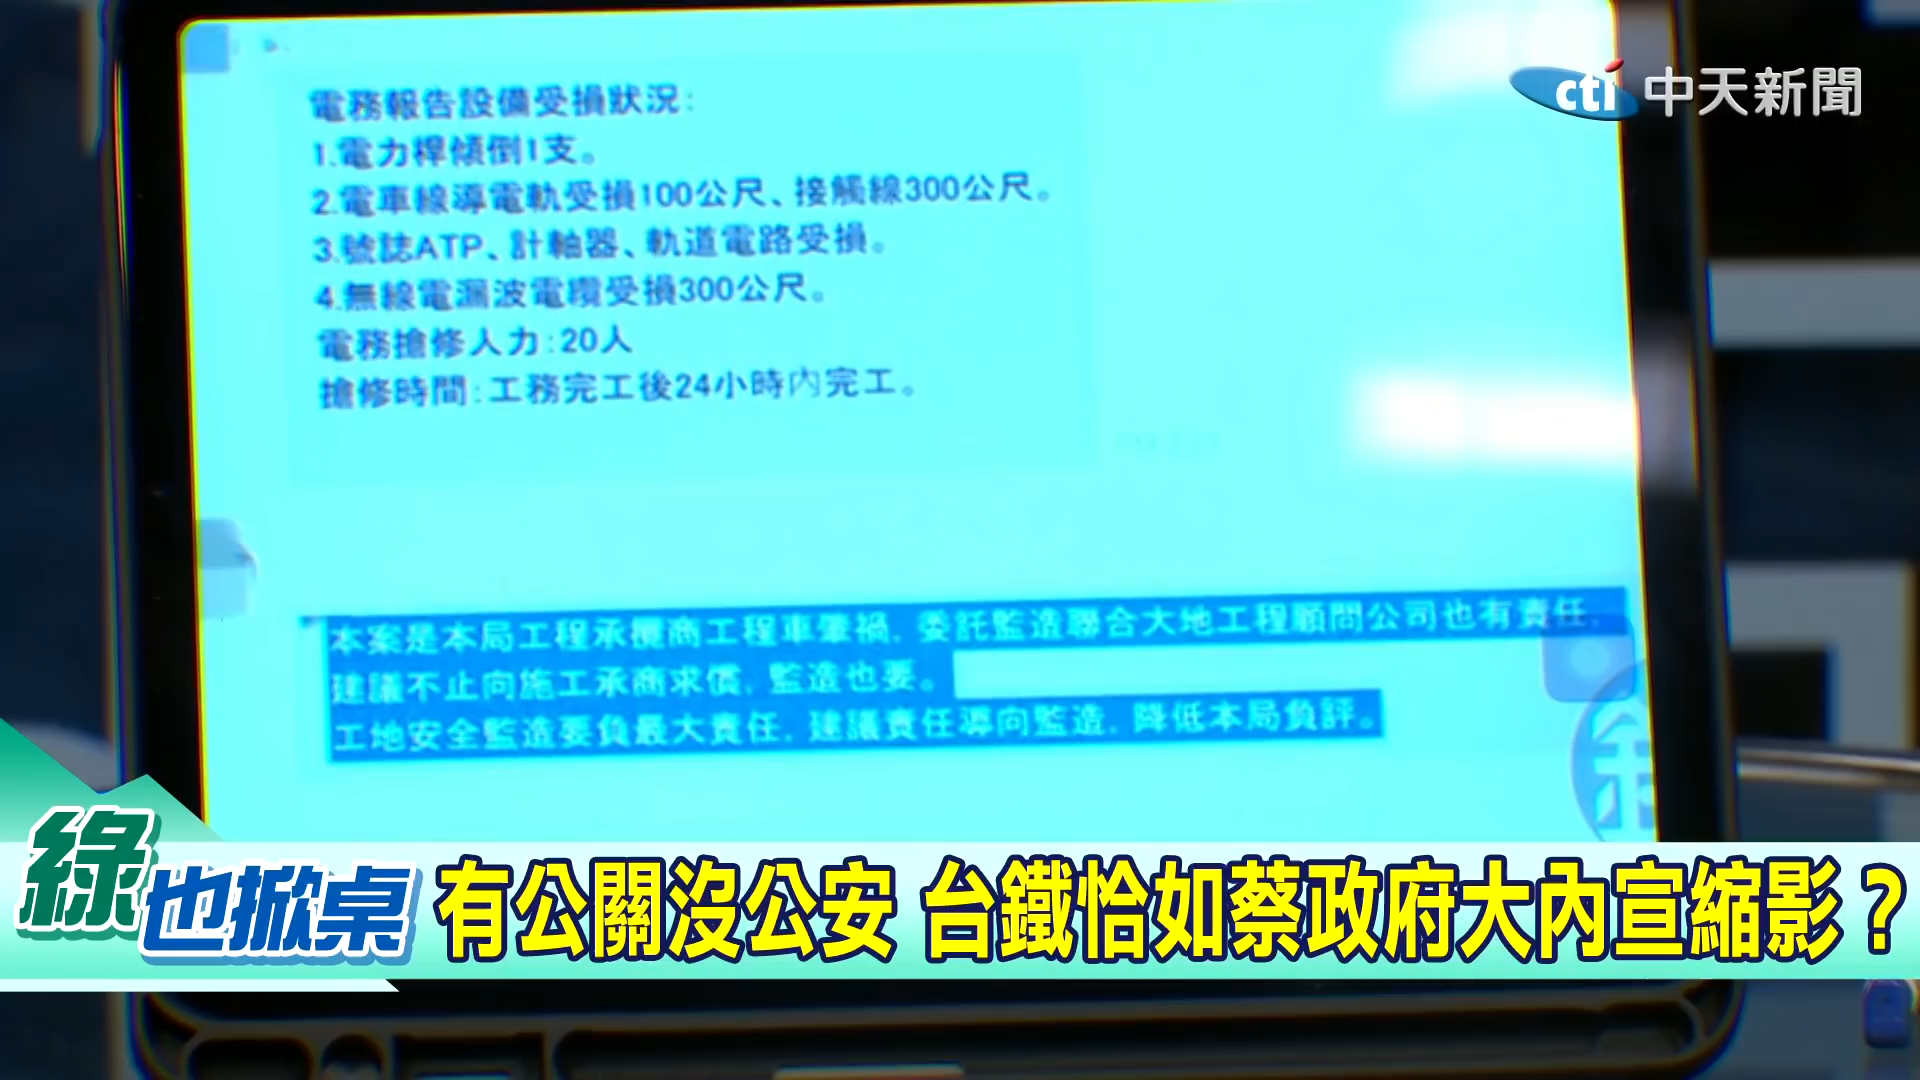 電務報告設備受損狀況:
1.電力桿傾倒1支。
2.電車線導電軌受損100公尺、接觸線300公尺。
3.號誌ATP、計軸器、軌道電路受損。
4.無線電漏波電纜受損300公尺。
電務搶修人力:20人
搶修時間:工務完工後24小時內完工。
本案是本局工程承攬商工程車肇禍,委託監造聯合大地工程顧問公司也有責任,
建議不止向施工承商求償,監造也要。
工地安全監造要負最大責任,建議責任導向監造,降低本局負評。
cti 中天新聞
綠也掀桌
有公關沒公安 台鐵恰如蔡政府大內宣縮影?